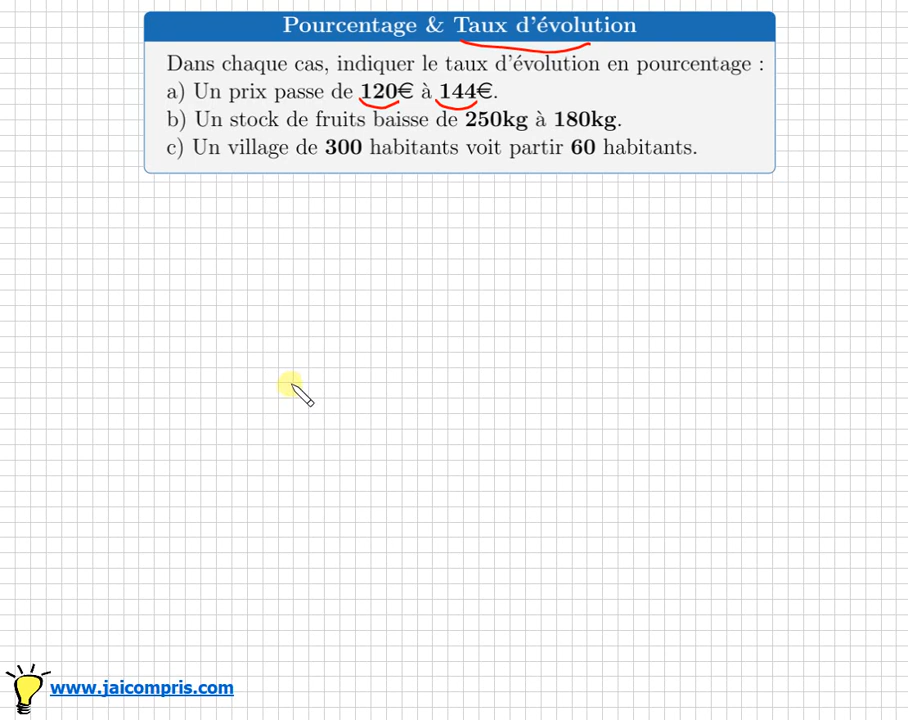 Pourcentage & Taux d'évolution
Dans chaque cas, indiquer le taux d'évolution en pourcentage :
a) Un prix passe de 120€ à 144€.
b) Un stock de fruits baisse de 250kg à 180kg.
c) Un village de 300 habitants voit partir 60 habitants.
www.jaicompris.com